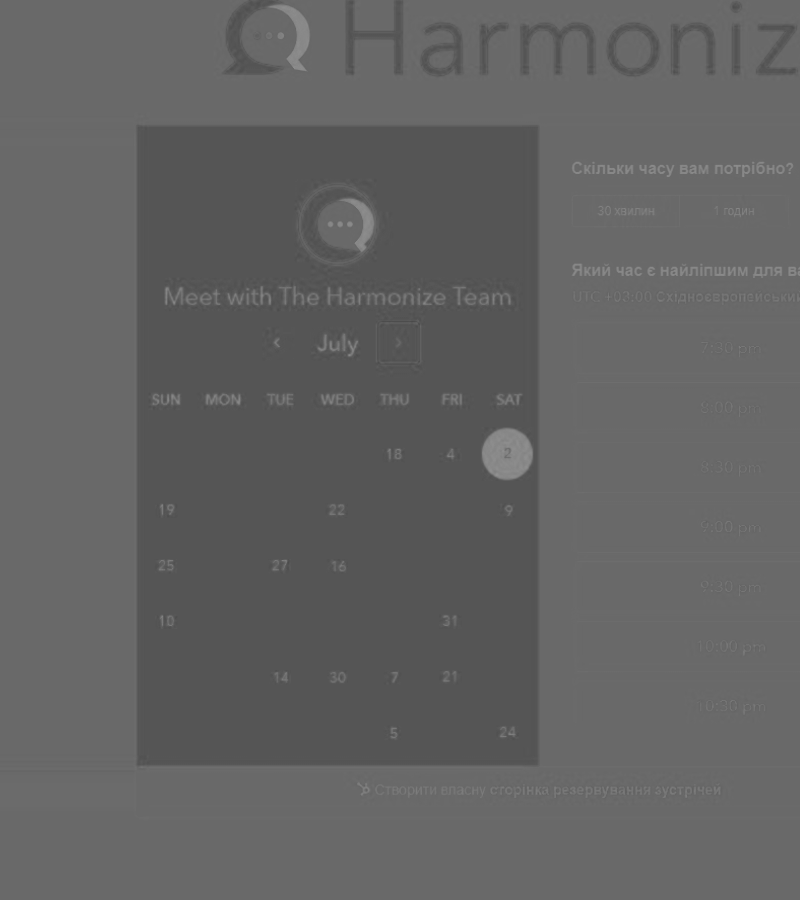 Harmoniz
Meet with The Harmonize Team
July
SUN MON TUE WED THU FRI SAT
18 4 2
19 22 9
25 27 16
10 31
14 30 7 21
5 24
Скільки часу вам потрібно?
30 хвилин 1 годин
Який час є найліпшим для ва
UTC +03:00 Східноєвропейський
7:30 pm
8:00 pm
8:30 pm
9:00 pm
9:30 pm
10:00 pm
10:30 pm
Створити власну сторінка резервування зустрічей